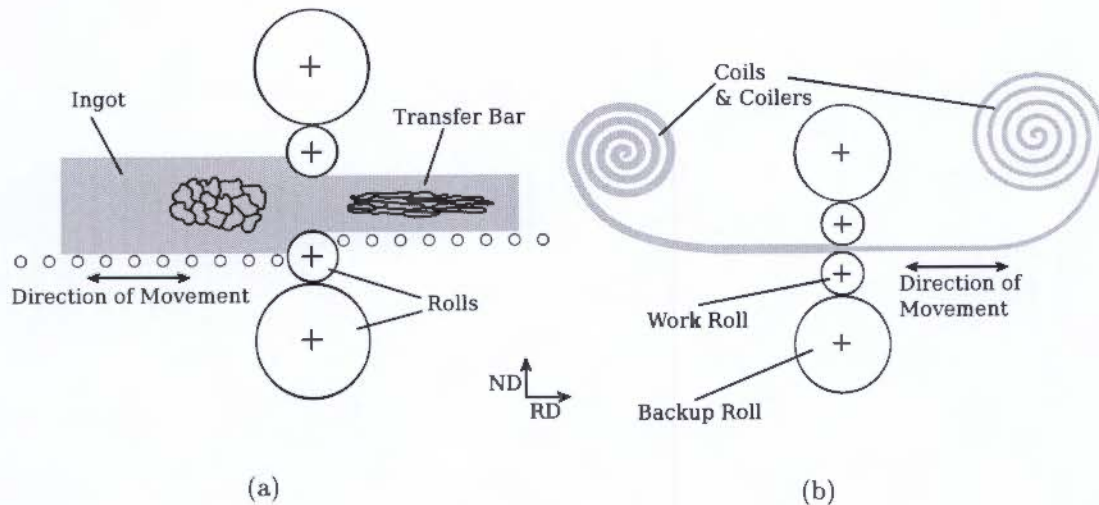 Ingot
Transfer Bar
Direction of Movement
Rolls
ND
RD
(a)
Coils
& Coilers
Work Roll
Direction of
Movement
Backup Roll
(b)